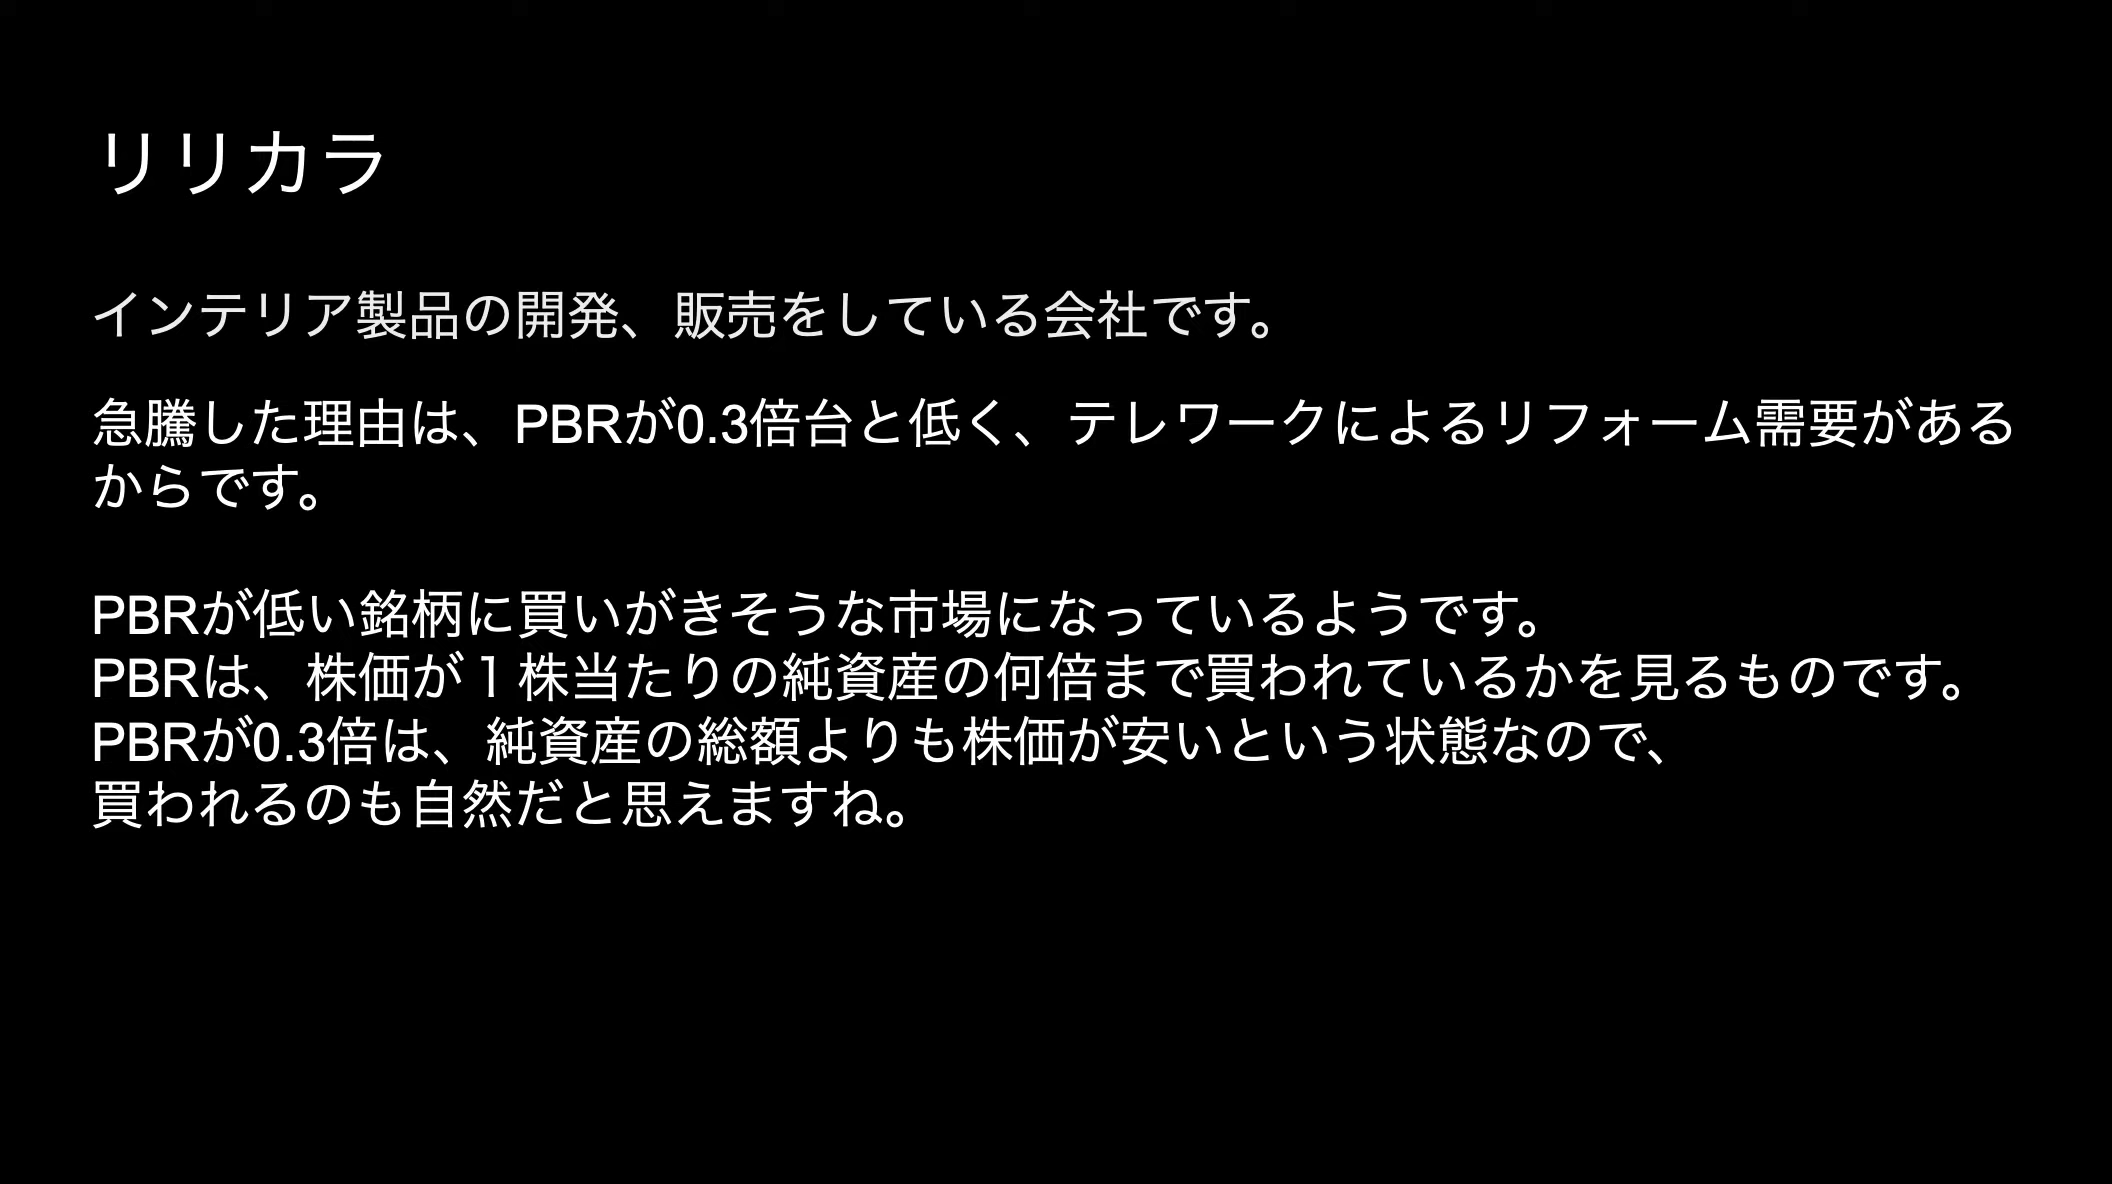 リリカラ
インテリア製品の開発、販売をしている会社です。
急騰した理由は、PBRが0.3倍台と低く、テレワークによるリフォーム需要がある
からです。
PBRが低い銘柄に買いがきそうな市場になっているようです。
PBRは、株価が１株当たりの純資産の何倍まで買われているかを見るものです。
PBRが0.3倍は、純資産の総額よりも株価が安いという状態なので、
買われるのも自然だと思えますね。